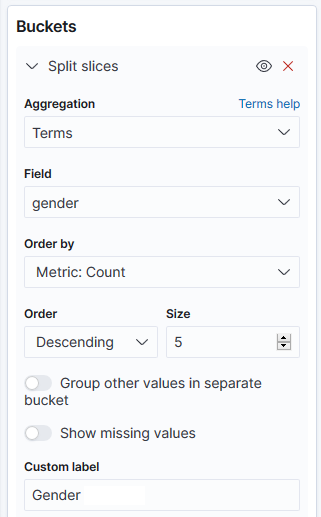 Buckets
Split slices
Aggregation Terms help
Terms
Field
gender
Order by
Metric: Count
Order Size
Descending 5
Group other values in separate
bucket
Show missing values
Custom label
Gender